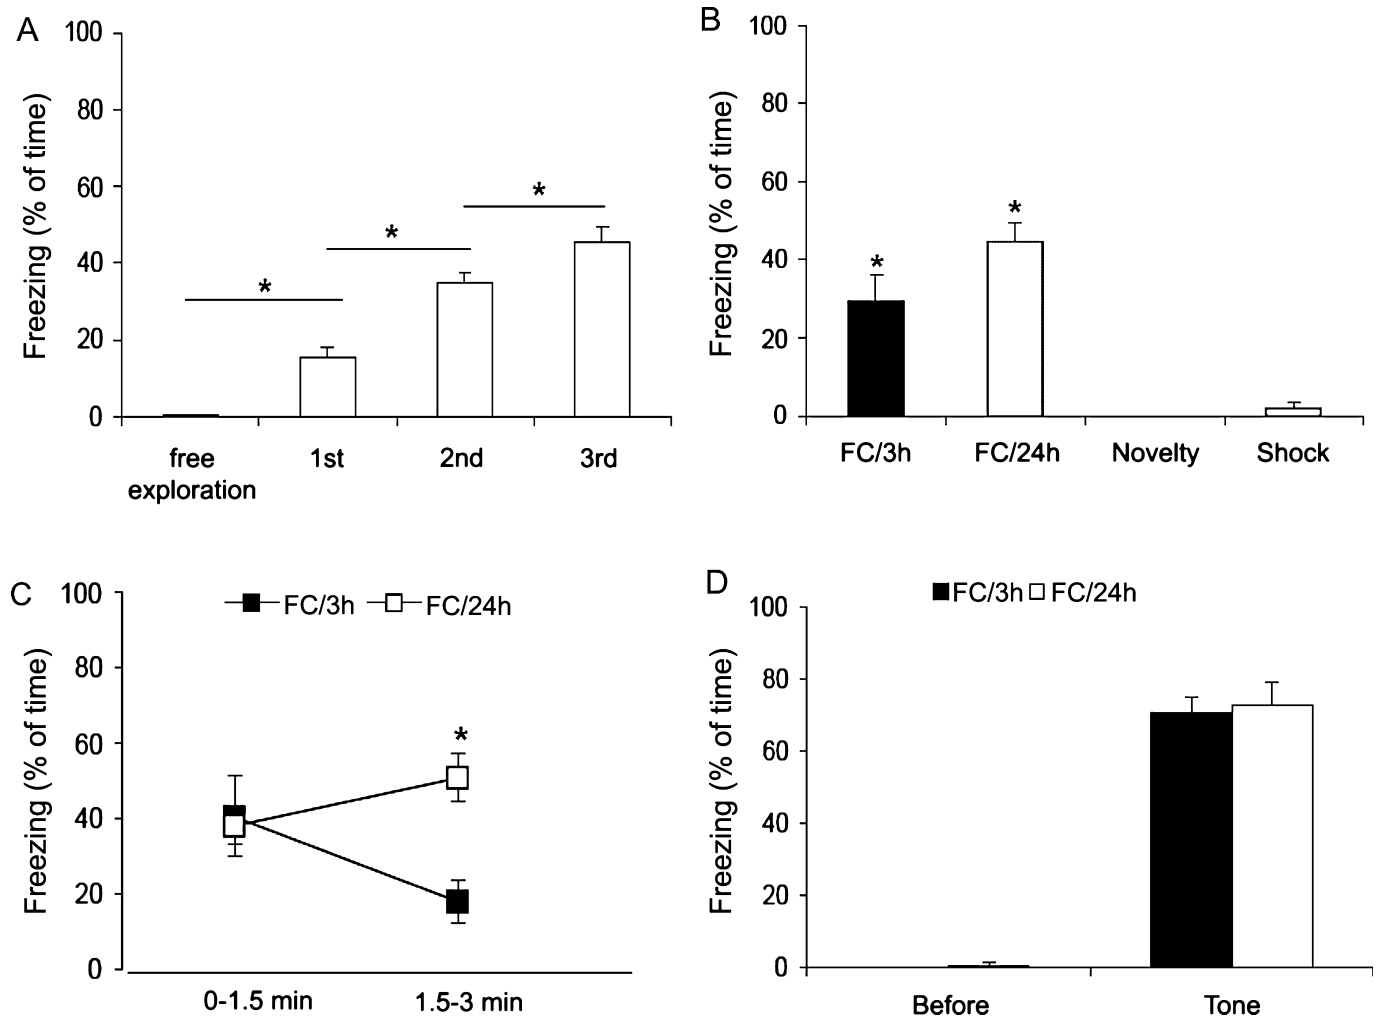 A
Freezing (% of time)
100
80
60
40
20
0
*
*
*
free
exploration
1st
2nd
3rd
B
Freezing (% of time)
100
80
60
40
20
0
*
*
FC/3h
FC/24h
Novelty
Shock
C
Freezing (% of time)
100
80
60
40
20
0
FC/3h
FC/24h
*
0-1.5 min
1.5-3 min
D
Freezing (% of time)
100
80
60
40
20
0
FC/3h
FC/24h
Before
Tone